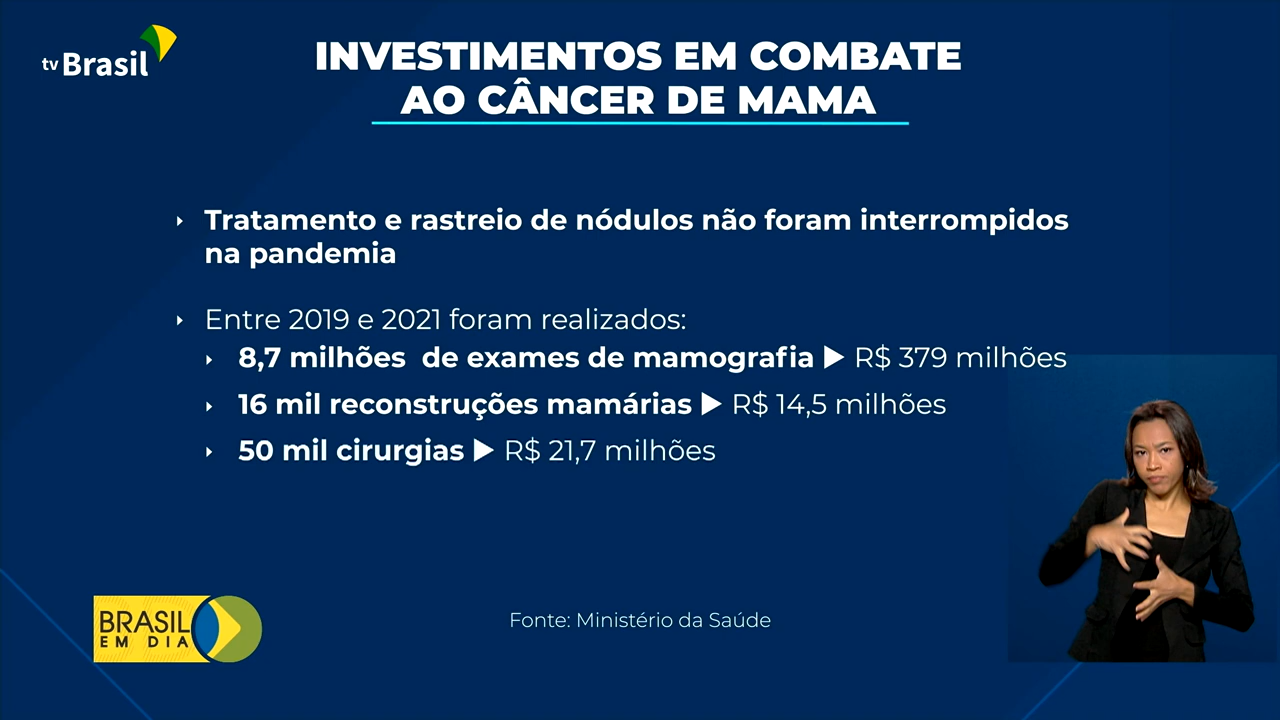 tv Brasil
INVESTIMENTOS EM COMBATE
AO CÂNCER DE MAMA
Tratamento e rastreio de nódulos não foram interrompidos
na pandemia
Entre 2019 e 2021 foram realizados:
8,7 milhões de exames de mamografia ▶ R$ 379 milhões
16 mil reconstruções mamárias ▶ R$ 14,5 milhões
50 mil cirurgias ▶ R$ 21,7 milhões
BRASIL
EM DIA
Fonte: Ministério da Saúde